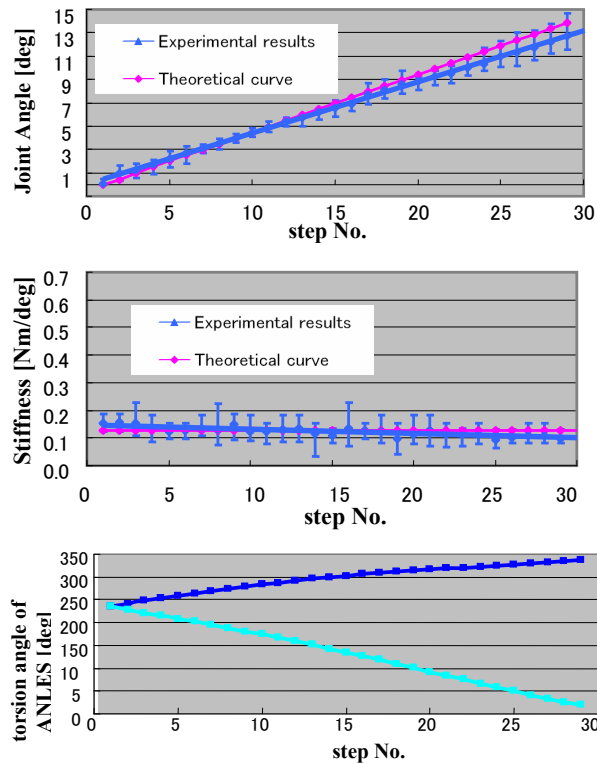 Joint Angle [deg]
15
13
11
9
7
5
3
1
Experimental results
Theoretical curve
0 5 10 15 20 25 30
step No.
Stiffness [Nm/deg]
0.7
0.6
0.5
0.4
0.3
0.2
0.1
0.0
Experimental results
Theoretical curve
0 5 10 15 20 25 30
step No.
torsion angle of
ANLES [deg]
350
300
250
200
150
100
5
0
0 5 10 15 20 25 30
step No.